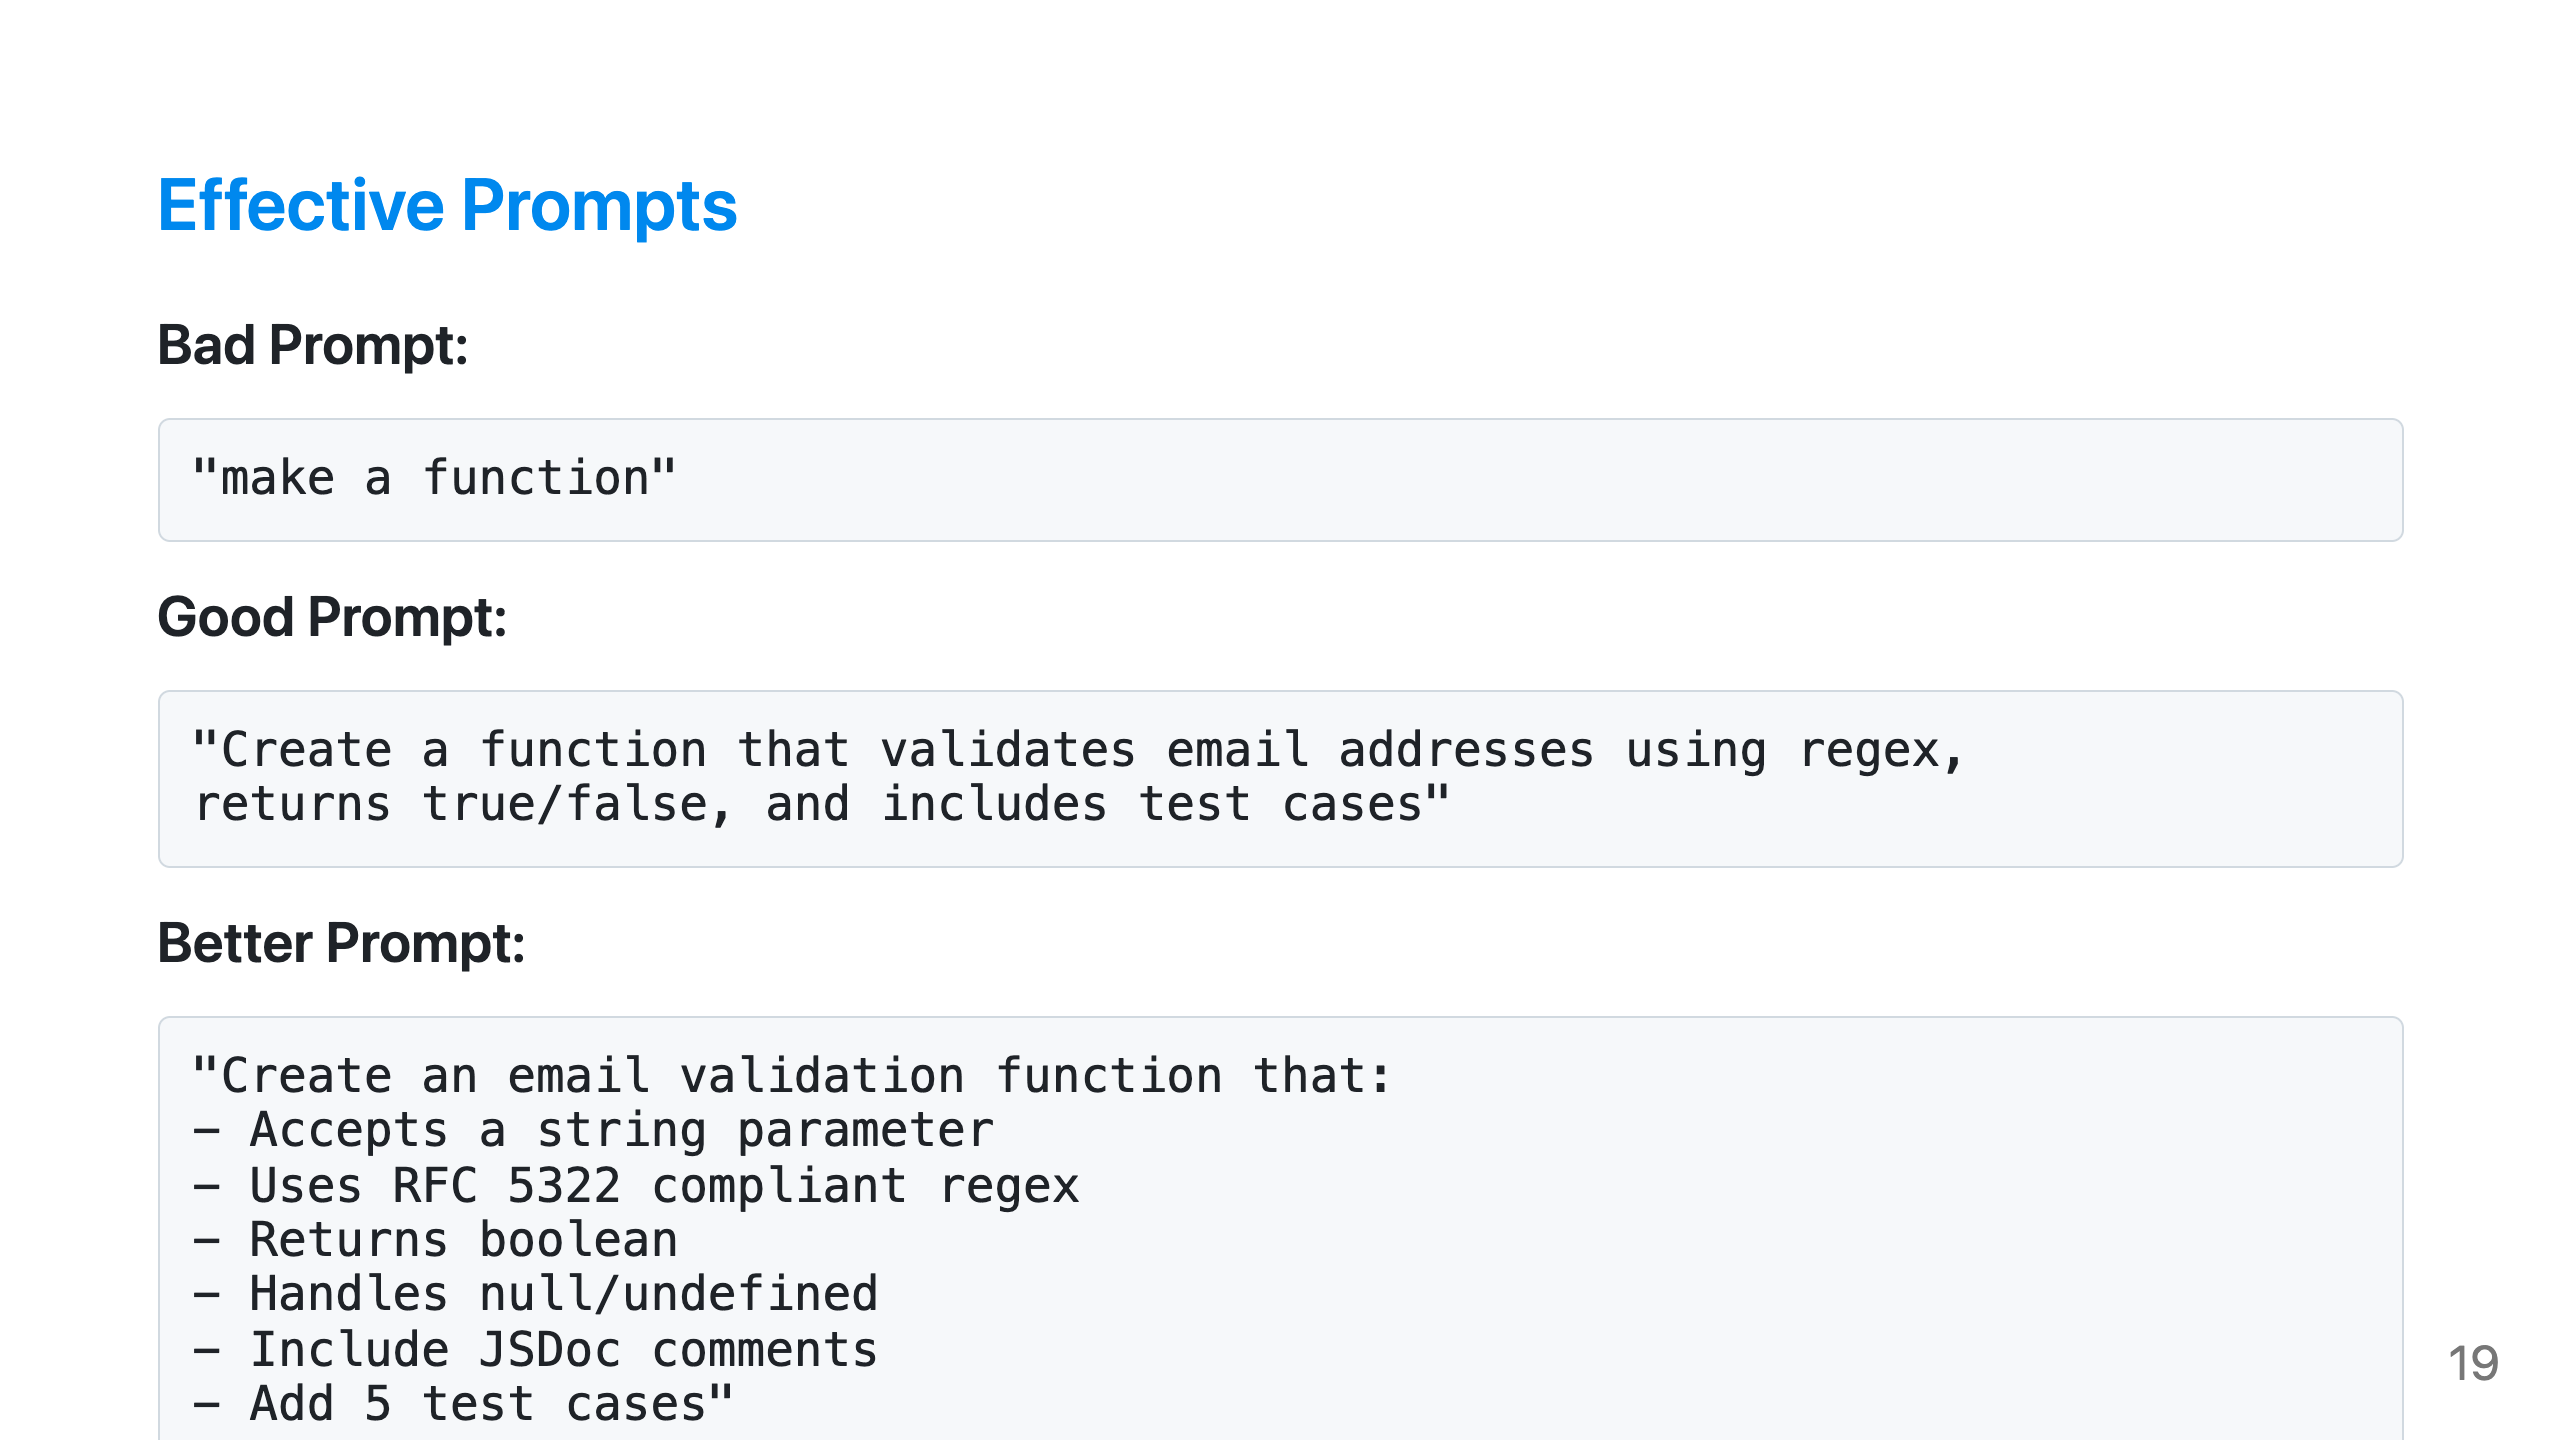 Effective Prompts
Bad Prompt:
"make a function"
Good Prompt:
"Create a function that validates email addresses using regex,
returns true/false, and includes test cases"
Better Prompt:
"Create an email validation function that:
- Accepts a string parameter
- Uses RFC 5322 compliant regex
- Returns boolean
- Handles null/undefined
- Include JSDoc comments
- Add 5 test cases"
19